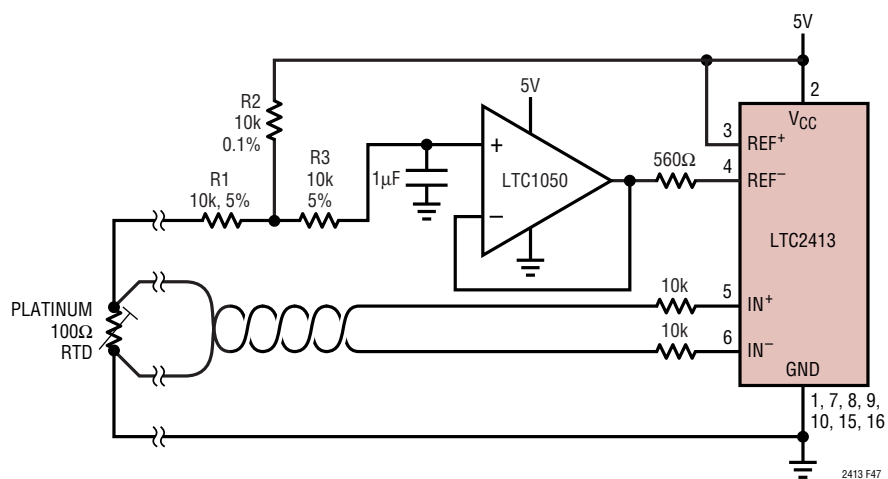 5V
2
R2
10k
0.1%
5V
VCC
3
REF+
R3
10k
5%
+
560Ω
4
REF−
R1
10k, 5%
1µF
LTC1050
−
LTC2413
10k
5
IN+
PLATINUM
100Ω
RTD
10k
6
IN−
GND
1, 7, 8, 9,
10, 15, 16
2413 F47